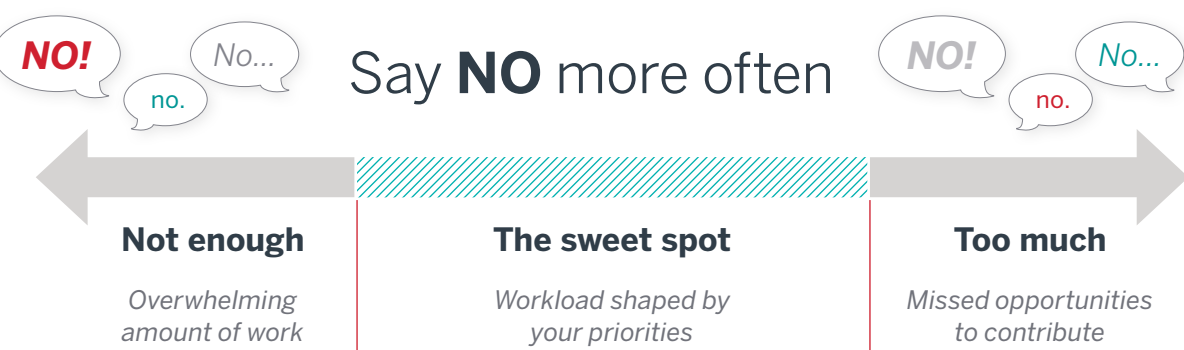 NO!
No...
no.
Say NO more often
NO!
No...
no.
Not enough
Overwhelming
amount of work
The sweet spot
Workload shaped by
your priorities
Too much
Missed opportunities
to contribute